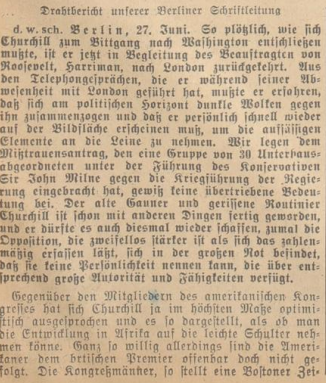 Drahtbericht unserer Berliner Schriftleitung
d. w. sch. Berlin, 27. Juni. So plötzlich, wie sich
Churchill zum Bittgang nach Washington entschließen
mußte, ist er jetzt in Begleitung des Beauftragten von
Roosevelt, Harriman, nach London zurückgekehrt. Aus
den Telephongesprächen, die er während seiner Ab-
wesenheit mit London geführt hat, mußte er erfahren,
daß sich am politischen Horizont dunkle Wolken gegen
ihn zusammenzogen und daß er persönlich schnell wieder
auf der Bildfläche erscheinen muß, um die aufsässigen
Elemente an die Leine zu nehmen. Wir legen dem
Mißtrauensantrag, den eine Gruppe von 30 Unterhaus-
abgeordneten unter der Führung des Konservativen
Sir John Milne gegen die Kriegführung der Regie-
rung eingebracht hat, gewiß keine übertriebene Bedeu-
tung bei. Der alte Gauner und gerissene Routinier
Churchill ist schon mit anderen Dingen fertig geworden,
und er dürfte es auch diesmal wieder schaffen, zumal die
Opposition, die zweifellos stärker ist als sich das zahlen-
mäßig erfassen läßt, sich in der großen Not befindet,
daß sie keine Persönlichkeit nennen kann, die über ent-
sprechend große Autorität und Fähigkeiten verfügt.
Gegenüber den Mitgliedern des amerikanischen Kon-
gresses hat sich Churchill ja im höchsten Maße optimi-
stisch ausgesprochen und es so dargestellt, als ob man
die Entwicklung in Afrika auf die leichte Schulter neh-
men könne. Ganz so willig allerdings sind die Ameri-
kaner dem britischen Premier offenbar doch nicht ge-
folgt. Die Kongreßmänner, so stellt eine Bostoner Zei-